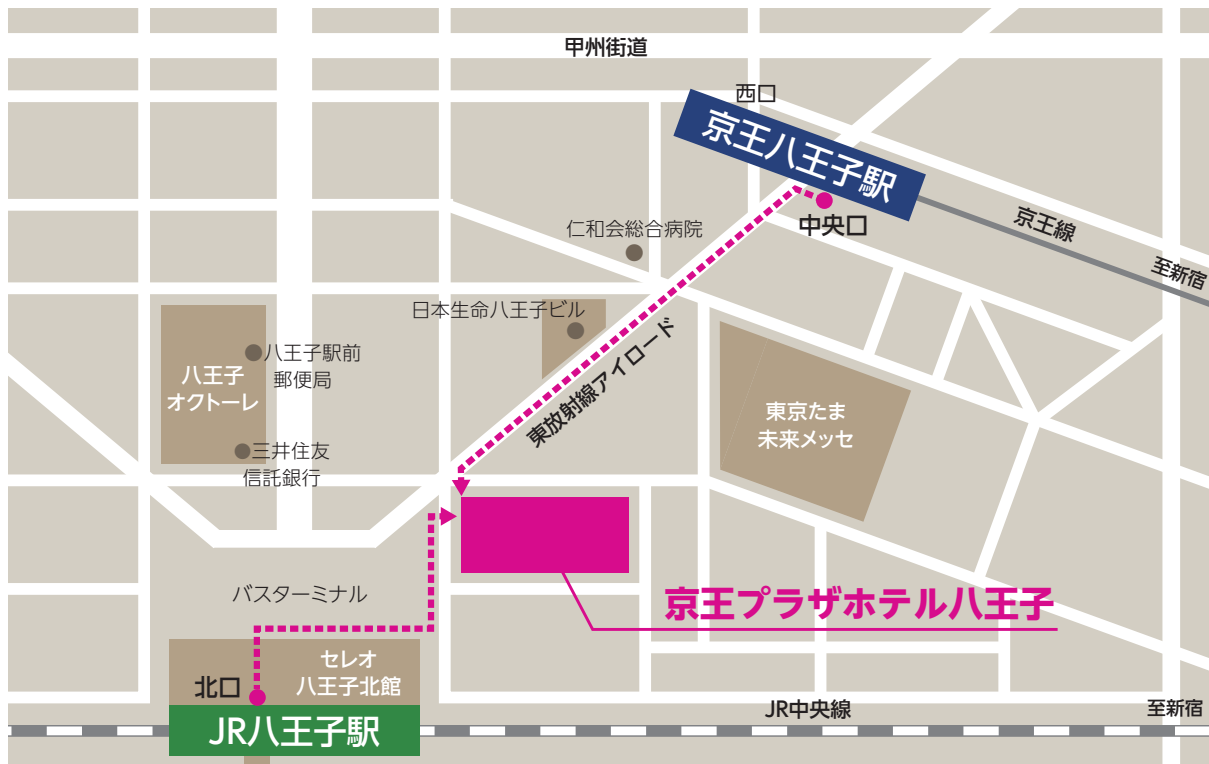 甲州街道
西口
京王八王子駅
中央口
京王線
至新宿
仁和会総合病院
日本生命八王子ビル
東放射線アイロード
八王子駅前
郵便局
八王子
オクトーレ
三井住友
信託銀行
東京たま
未来メッセ
バスターミナル
京王プラザホテル八王子
セレオ
八王子北館
北口
JR八王子駅
JR中央線
至新宿